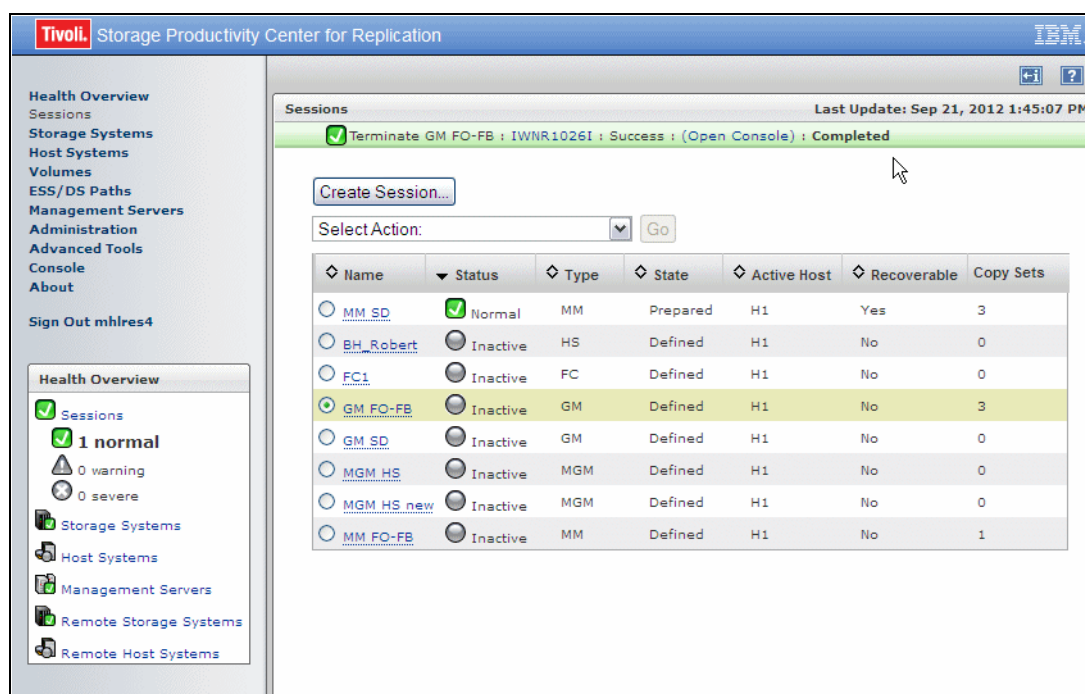 Tivoli. Storage Productivity Center for Replication
IBM.
Health Overview
Sessions
Storage Systems
Host Systems
Volumes
ESS/DS Paths
Management Servers
Administration
Advanced Tools
Console
About
Sign Out mhlres4
Health Overview
Sessions
1 normal
0 warning
0 severe
Storage Systems
Host Systems
Management Servers
Remote Storage Systems
Remote Host Systems
Sessions Last Update: Sep 21, 2012 1:45:07 PM
Terminate GM FO-FB : IWNR1026I : Success : (Open Console) : Completed
Create Session...
Select Action: Go
Name Status Type State Active Host Recoverable Copy Sets
MM SD Normal MM Prepared H1 Yes 3
BH_Robert Inactive HS Defined H1 No 0
FC1 Inactive FC Defined H1 No 0
GM FO-FB Inactive GM Defined H1 No 3
GM SD Inactive GM Defined H1 No 0
MGM HS Inactive MGM Defined H1 No 0
MGM HS new Inactive MGM Defined H1 No 0
MM FO-FB Inactive MM Defined H1 No 1